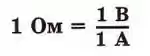 1 Ом = 1 В / 1 А